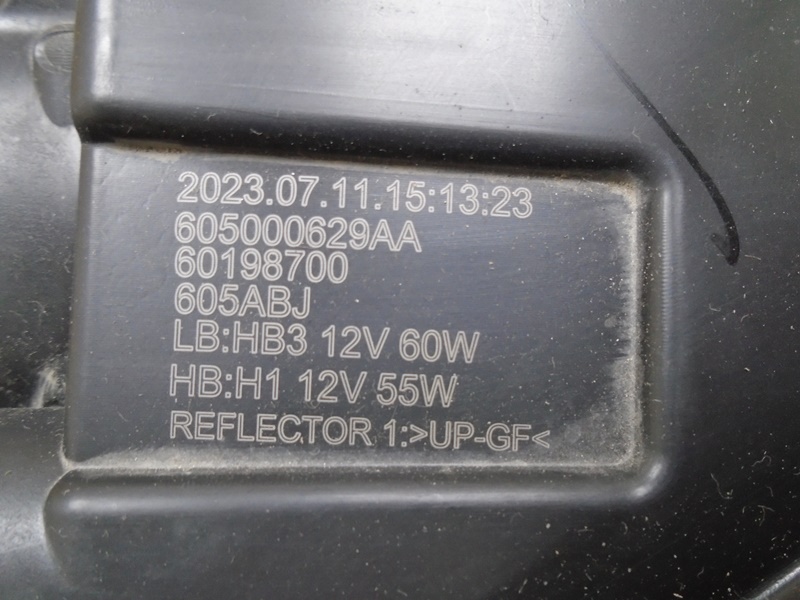 2023.07.11.15:13:23
605000629AA
60198700
605ABJ
LB:HB3 12V 60W
HB:H1 12V 55W
REFLECTOR 1:>UP-GF<